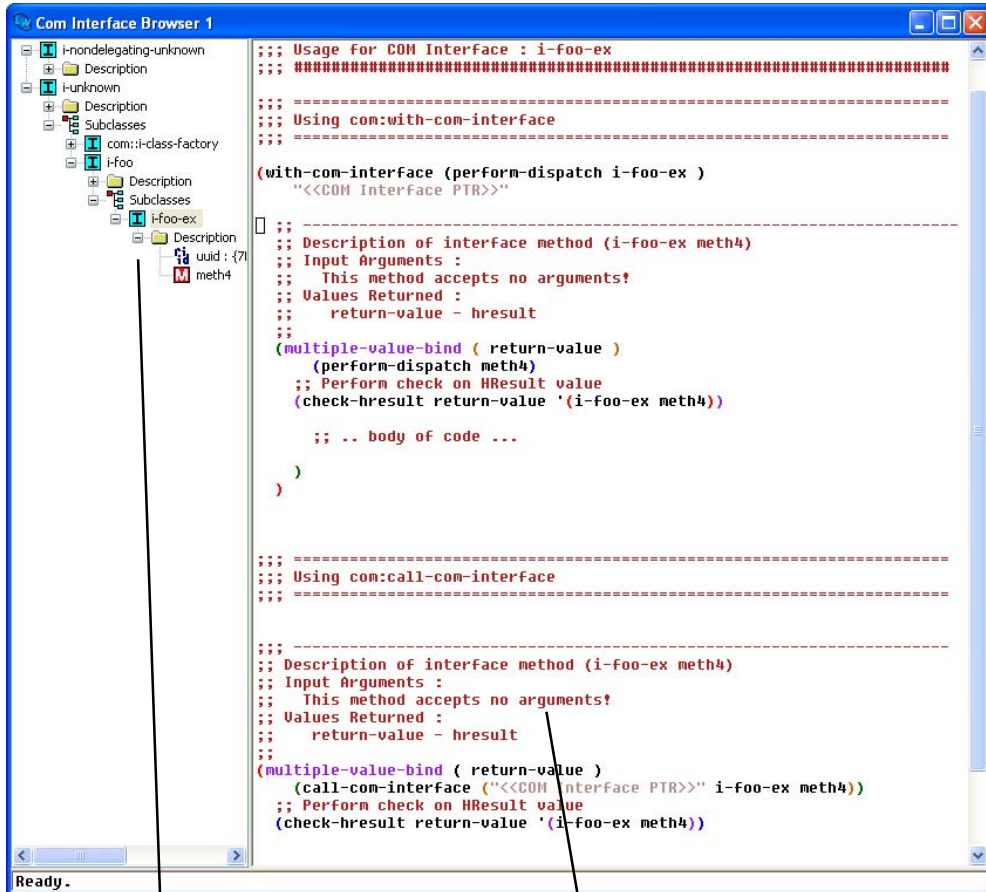 Com Interface Browser 1
i-nondelegating-unknown
Description
i-unknown
Description
Subclasses
com::i-class-factory
i-foo
Description
Subclasses
i-foo-ex
Description
uuid : {7
meth4
;;; Usage for COM Interface : i-foo-ex
;;; ######################################################################
;;; ======================================================================
;;; Using com:with-com-interface
;;; ======================================================================
(with-com-interface (perform-dispatch i-foo-ex )
"<<COM Interface PTR>>"
;; ----------------------------------------------------------------------
;; Description of interface method (i-foo-ex meth4)
;; Input Arguments :
;;   This method accepts no arguments!
;; Values Returned :
;;    return-value - hresult
;;
(multiple-value-bind ( return-value )
(perform-dispatch meth4)
;; Perform check on HResult value
(check-hresult return-value '(i-foo-ex meth4))
;; .. body of code ...
)
)
;;; ======================================================================
;;; Using com:call-com-interface
;;; ======================================================================
;;; ----------------------------------------------------------------------
;; Description of interface method (i-foo-ex meth4)
;; Input Arguments :
;;   This method accepts no arguments!
;; Values Returned :
;;    return-value - hresult
;;
(multiple-value-bind ( return-value )
(call-com-interface ("<<COM Interface PTR>>" i-foo-ex meth4))
;; Perform check on HResult value
(check-hresult return-value '(i-foo-ex meth4))
Ready.